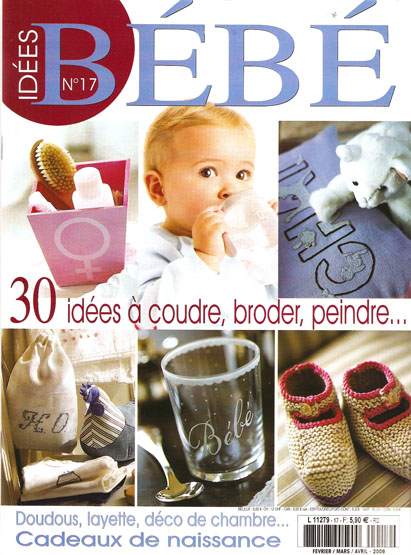 IDÉES
BÉBÉ
N°17
CHAT
30 idées à coudre, broder, peindre...
H.O.
Bébé
L 11279 - 17 - F: 5,90 € - RD
FEVRIER / MARS / AVRIL - 2009
Doudous, layette, déco de chambre...
Cadeaux de naissance